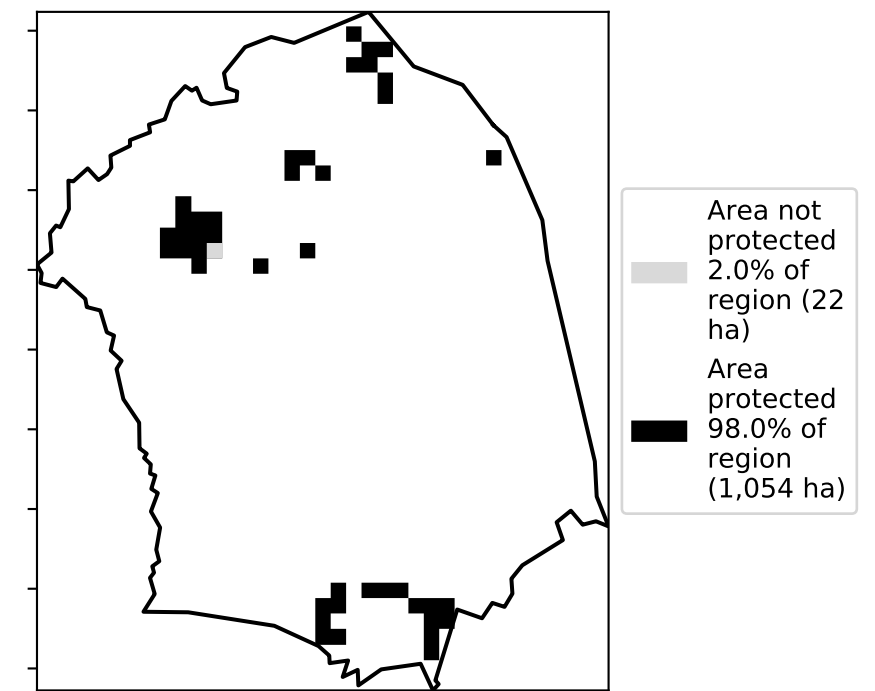 Area not
protected
2.0% of
region (22
ha)
Area
protected
98.0% of
region
(1,054 ha)